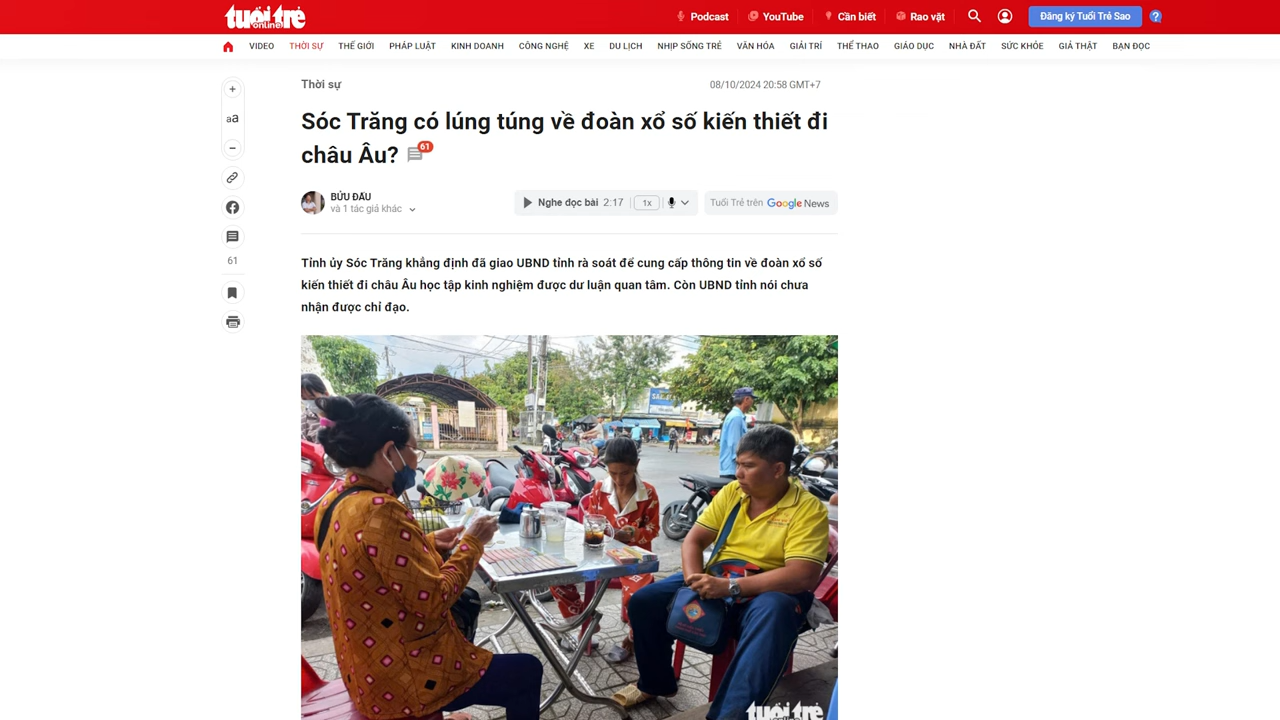 tuổi trẻ online
Podcast YouTube Cần biết Rao vặt Đăng ký Tuổi Trẻ Sao ?
VIDEO THỜI SỰ THẾ GIỚI PHÁP LUẬT KINH DOANH CÔNG NGHỆ XE DU LỊCH NHỊP SỐNG TRẺ VĂN HÓA GIẢI TRÍ THỂ THAO GIÁO DỤC NHÀ ĐẤT SỨC KHỎE GIẢ THẬT BẠN ĐỌC
+
aa
−
61
Thời sự 08/10/2024 20:58 GMT+7
Sóc Trăng có lúng túng về đoàn xổ số kiến thiết đi
châu Âu? 61
BỬU ĐẤU
và 1 tác giả khác
Nghe đọc bài 2:17 1x Tuổi Trẻ trên Google News
Tỉnh ủy Sóc Trăng khẳng định đã giao UBND tỉnh rà soát để cung cấp thông tin về đoàn xổ số
kiến thiết đi châu Âu học tập kinh nghiệm được dư luận quan tâm. Còn UBND tỉnh nói chưa
nhận được chỉ đạo.
tuổi trẻ online